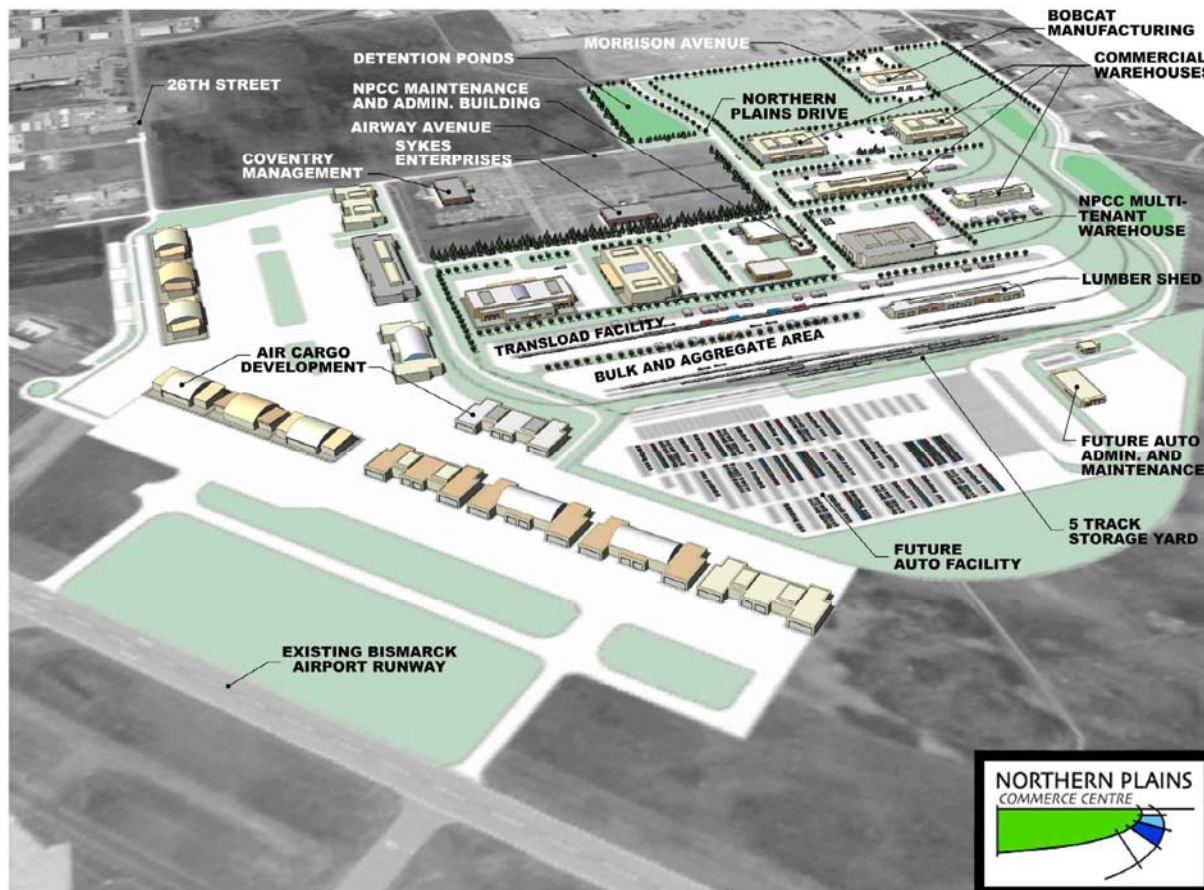 BOBCAT
MANUFACTURING
MORRISON AVENUE
COMMERCIAL
WAREHOUSES
DETENTION PONDS
26TH STREET
NPCC MAINTENANCE
AND ADMIN. BUILDING
NORTHERN
PLAINS DRIVE
AIRWAY AVENUE
SYKES
ENTERPRISES
COVENTRY
MANAGEMENT
NPCC MULTI-
TENANT
WAREHOUSE
LUMBER SHED
TRANSLOAD FACILITY
BULK AND AGGREGATE AREA
AIR CARGO
DEVELOPMENT
FUTURE AUTO
ADMIN. AND
MAINTENANCE
5 TRACK
STORAGE YARD
FUTURE
AUTO FACILITY
EXISTING BISMARCK
AIRPORT RUNWAY
NORTHERN PLAINS
COMMERCE CENTRE